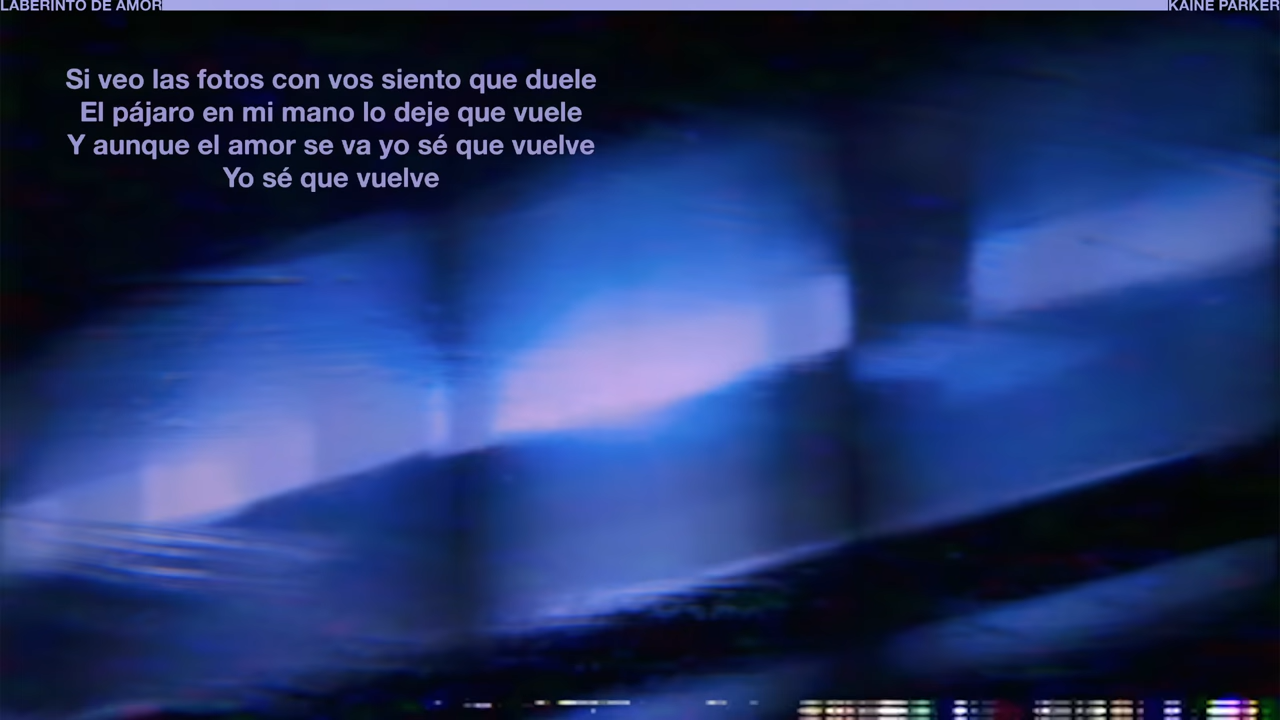 LABERINTO DE AMOR
KAINE PARKER
Si veo las fotos con vos siento que duele
El pájaro en mi mano lo deje que vuele
Y aunque el amor se va yo sé que vuelve
Yo sé que vuelve